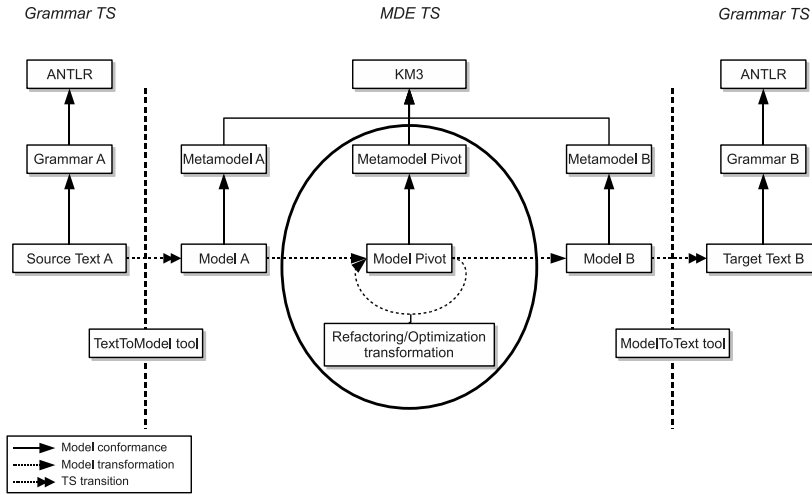 Grammar TS
MDE TS
Grammar TS
ANTLR
KM3
ANTLR
Grammar A
Metamodel A
Metamodel Pivot
Metamodel B
Grammar B
Source Text A
Model A
Model Pivot
Model B
Target Text B
TextToModel tool
Refactoring/Optimization
transformation
ModelToText tool
Model conformance
Model transformation
TS transition